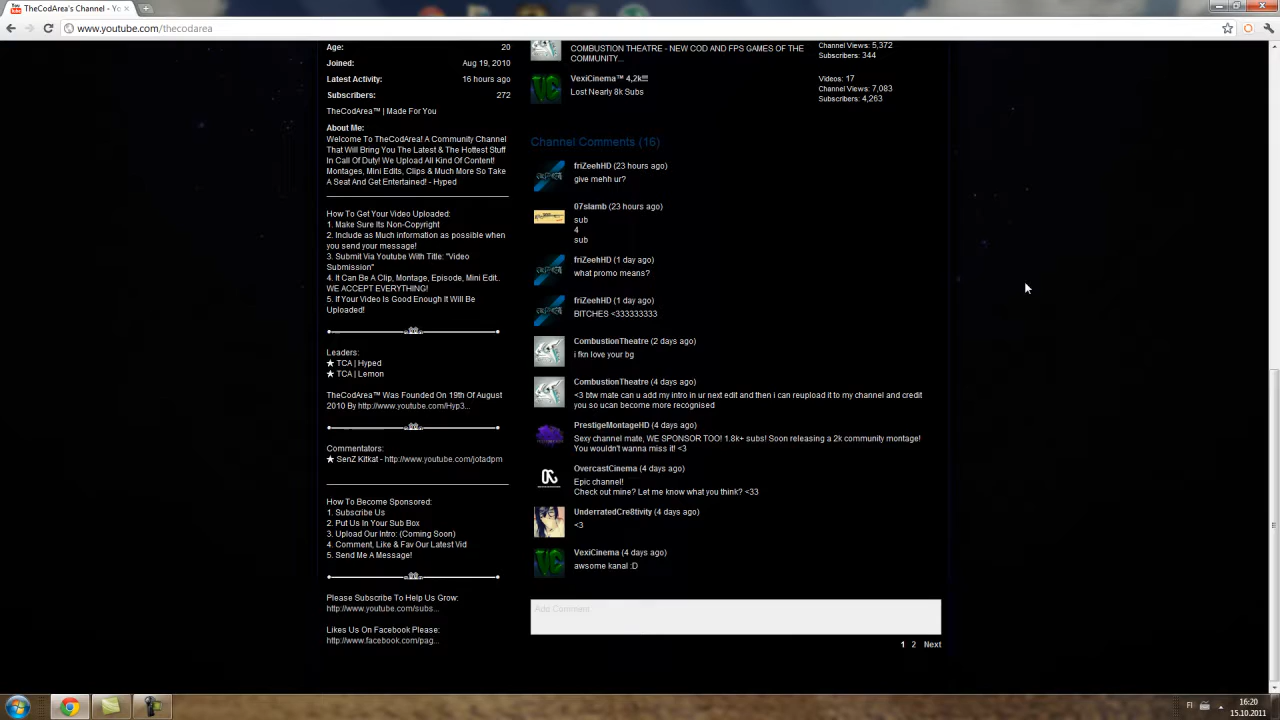 TheCodArea's Channel - Yo
www.youtube.com/thecodarea
Age: 20
Joined: Aug 19, 2010
Latest Activity: 16 hours ago
Subscribers: 272
TheCodArea™ | Made For You
About Me:
Welcome To TheCodArea! A Community Channel
That Will Bring You The Latest & The Hottest Stuff
In Call Of Duty! We Upload All Kind Of Content!
Montages, Mini Edits, Clips & Much More So Take
A Seat And Get Entertained! - Hyped
How To Get Your Video Uploaded:
1. Make Sure Its Non-Copyright
2. Include as Much information as possible when
you send your message!
3. Submit Via Youtube With Title: "Video
Submission"
4. It Can Be A Clip, Montage, Episode, Mini Edit..
WE ACCEPT EVERYTHING!
5. If Your Video Is Good Enough It Will Be
Uploaded!
Leaders:
★ TCA | Hyped
★ TCA | Lemon
TheCodArea™ Was Founded On 19th Of August
2010 By http://www.youtube.com/Hyp3...
Commentators:
★ SenZ Kitkat - http://www.youtube.com/jotadpm
How To Become Sponsored:
1. Subscribe Us
2. Put Us In Your Sub Box
3. Upload Our Intro: (Coming Soon)
4. Comment, Like & Fav Our Latest Vid
5. Send Me A Message!
Please Subscribe To Help Us Grow:
http://www.youtube.com/subs...
Likes Us On Facebook Please:
http://www.facebook.com/pag...
COMBUSTION THEATRE - NEW COD AND FPS GAMES OF THE
COMMUNITY...
Channel Views: 5,372
Subscribers: 344
VexiCinema™ 4,2k!!!
Lost Nearly 8k Subs
Videos: 17
Channel Views: 7,083
Subscribers: 4,263
Channel Comments (16)
friZeehHD (23 hours ago)
give mehh ur?
07slamb (23 hours ago)
sub
4
sub
friZeehHD (1 day ago)
what promo means?
friZeehHD (1 day ago)
BITCHES <333333333
CombustionTheatre (2 days ago)
i fkn love your bg
CombustionTheatre (4 days ago)
<3 btw mate can u add my intro in ur next edit and then i can reupload it to my channel and credit
you so ucan become more recognised
PrestigeMontageHD (4 days ago)
Sexy channel mate, WE SPONSOR TOO! 1.8k+ subs! Soon releasing a 2k community montage!
You wouldn't wanna miss it! <3
OvercastCinema (4 days ago)
Epic channel!
Check out mine? Let me know what you think? <33
UnderratedCre8tivity (4 days ago)
<3
VexiCinema (4 days ago)
awsome kanal :D
Add Comment
1 2 Next
FI
16:20
15.10.2011